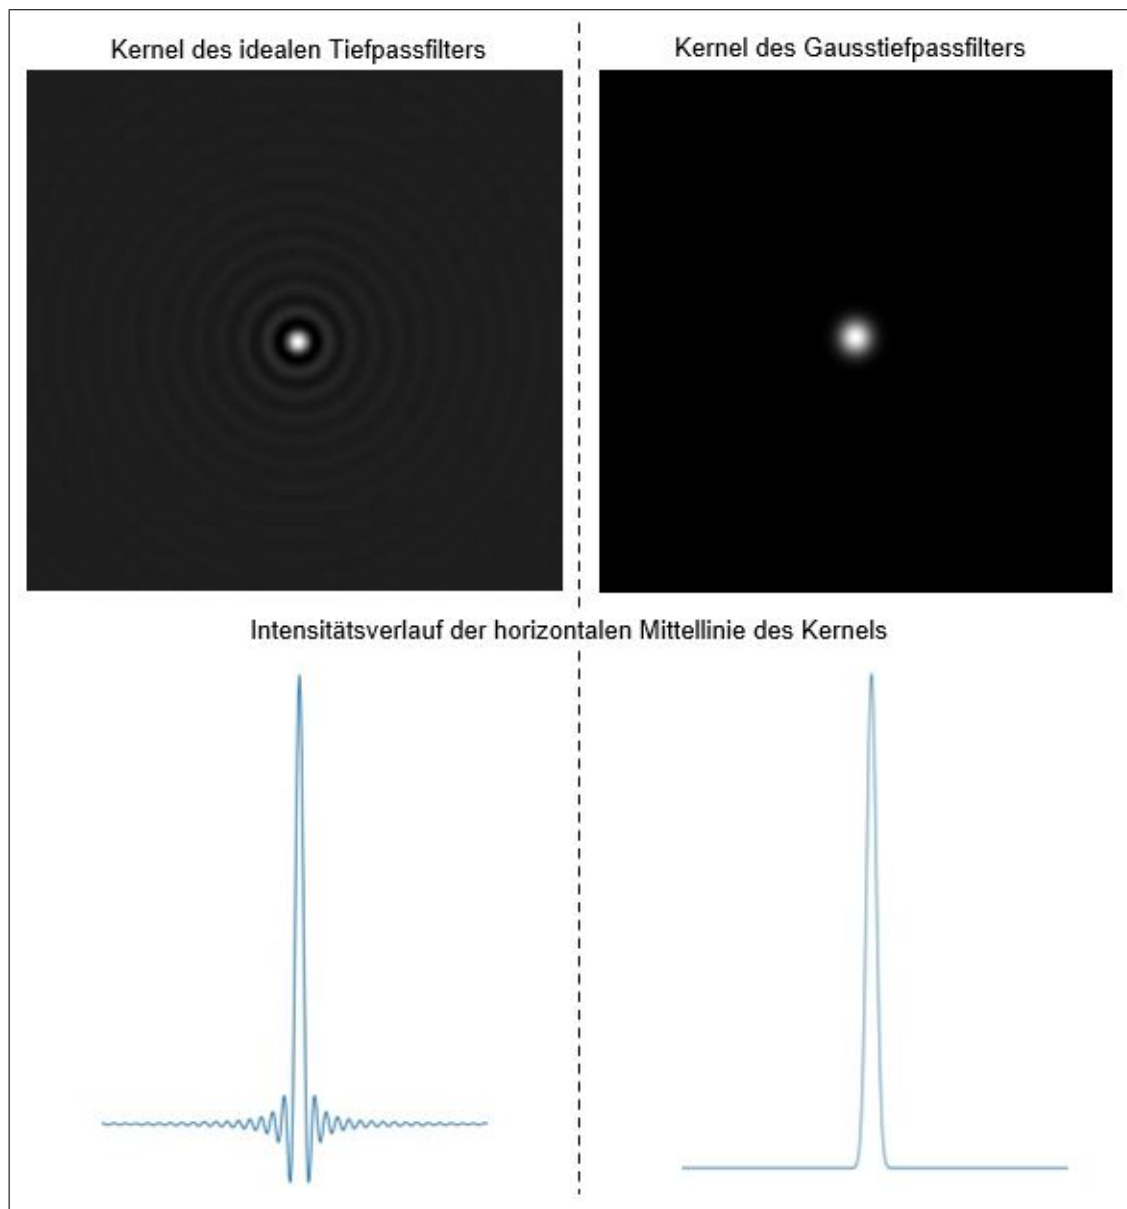 Kernel des idealen Tiefpassfilters
Kernel des Gausstiefpassfilters
Intensitätsverlauf der horizontalen Mittellinie des Kernels